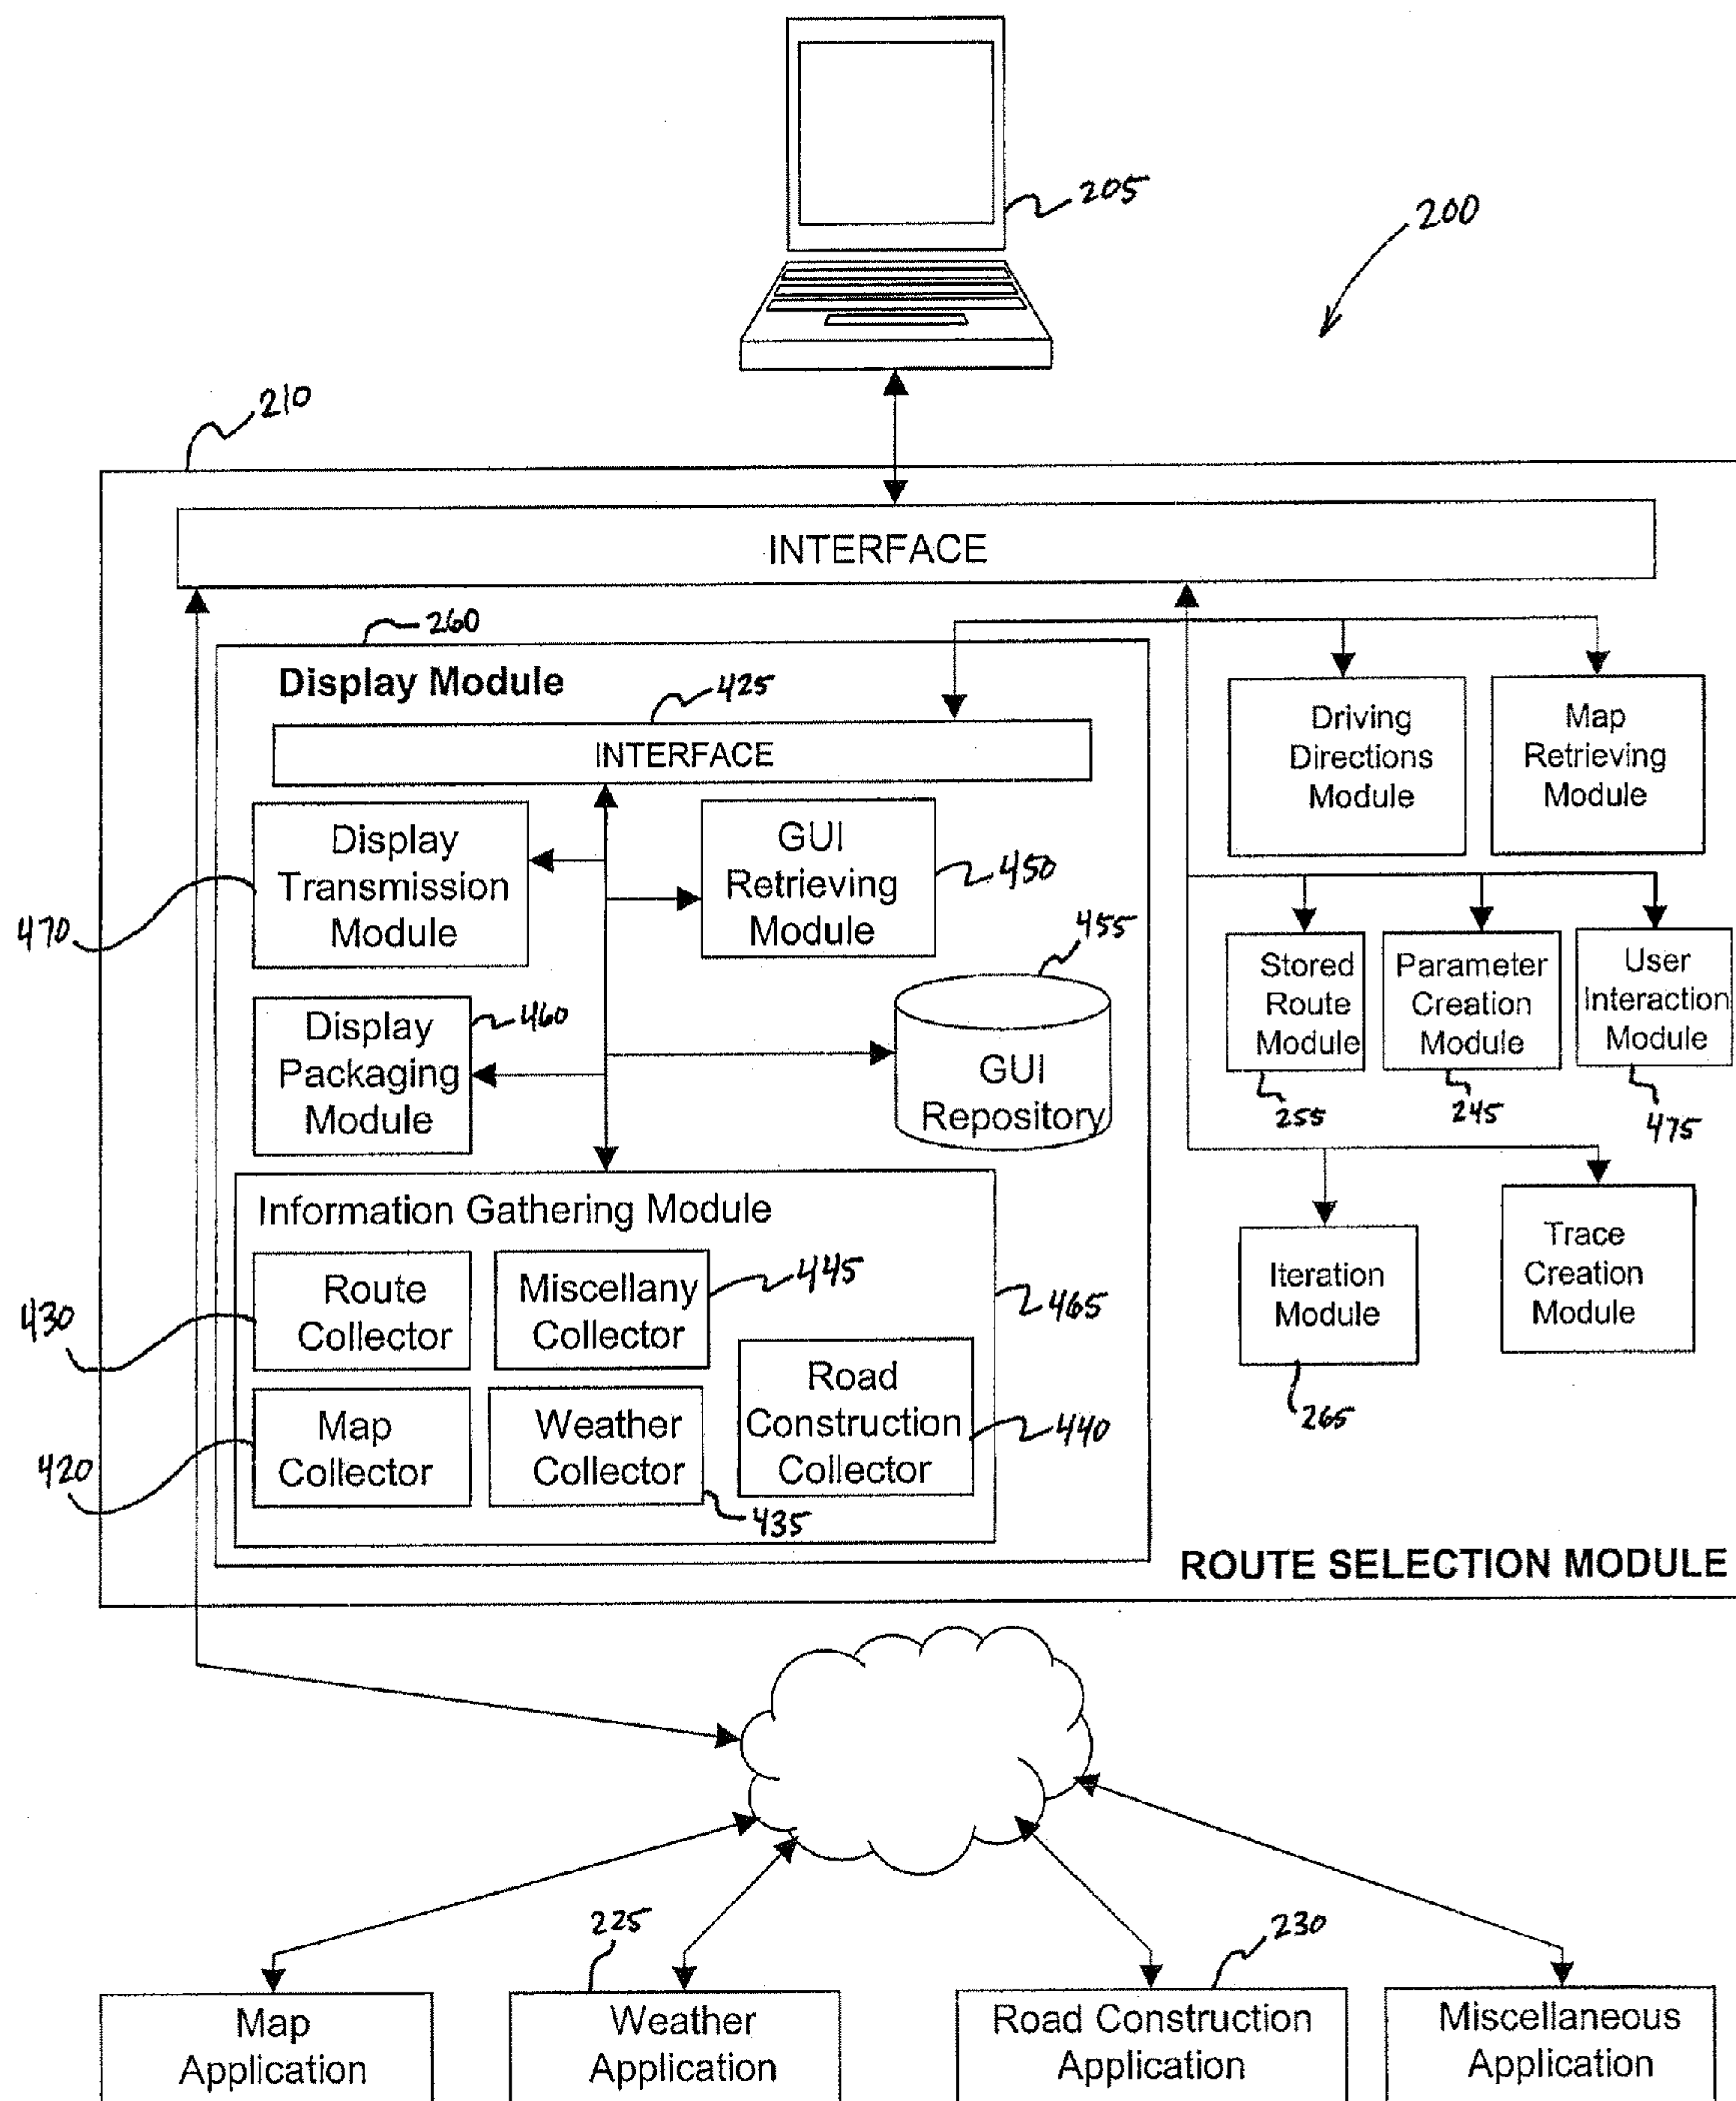 205
200
210
INTERFACE
260
Display Module
425
INTERFACE
Driving
Directions
Module
Map
Retrieving
Module
Display
Transmission
Module
470
GUI
Retrieving
Module
450
455
GUI
Repository
Display
Packaging
Module
460
Stored
Route
Module
255
Parameter
Creation
Module
245
User
Interaction
Module
475
Information Gathering Module
465
Route
Collector
430
Miscellany
Collector
445
Map
Collector
420
Weather
Collector
435
Road
Construction
Collector
440
Iteration
Module
265
Trace
Creation
Module
ROUTE SELECTION MODULE
Map
Application
225
Weather
Application
230
Road Construction
Application
Miscellaneous
Application